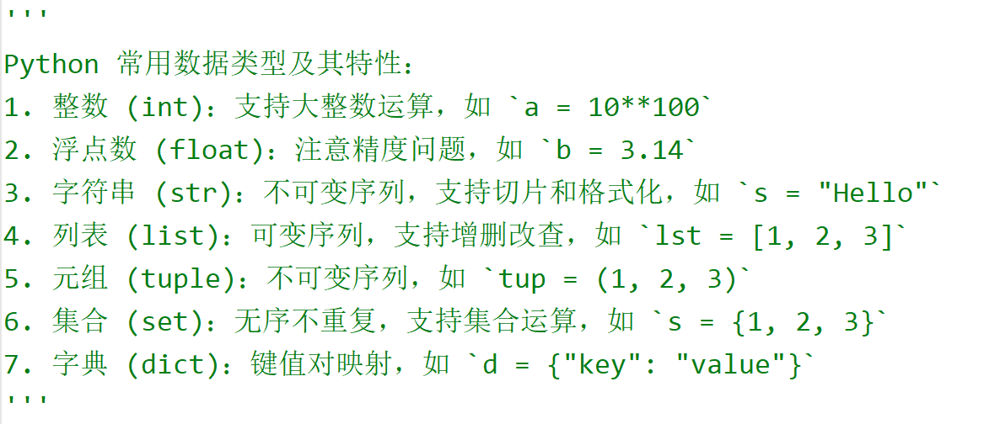 '''
Python 常用数据类型及其特性：
1. 整数 (int)：支持大整数运算，如 `a = 10**100`
2. 浮点数 (float)：注意精度问题，如 `b = 3.14`
3. 字符串 (str)：不可变序列，支持切片和格式化，如 `s = "Hello"`
4. 列表 (list)：可变序列，支持增删改查，如 `lst = [1, 2, 3]`
5. 元组 (tuple)：不可变序列，如 `tup = (1, 2, 3)`
6. 集合 (set)：无序不重复，支持集合运算，如 `s = {1, 2, 3}`
7. 字典 (dict)：键值对映射，如 `d = {"key": "value"}`
'''